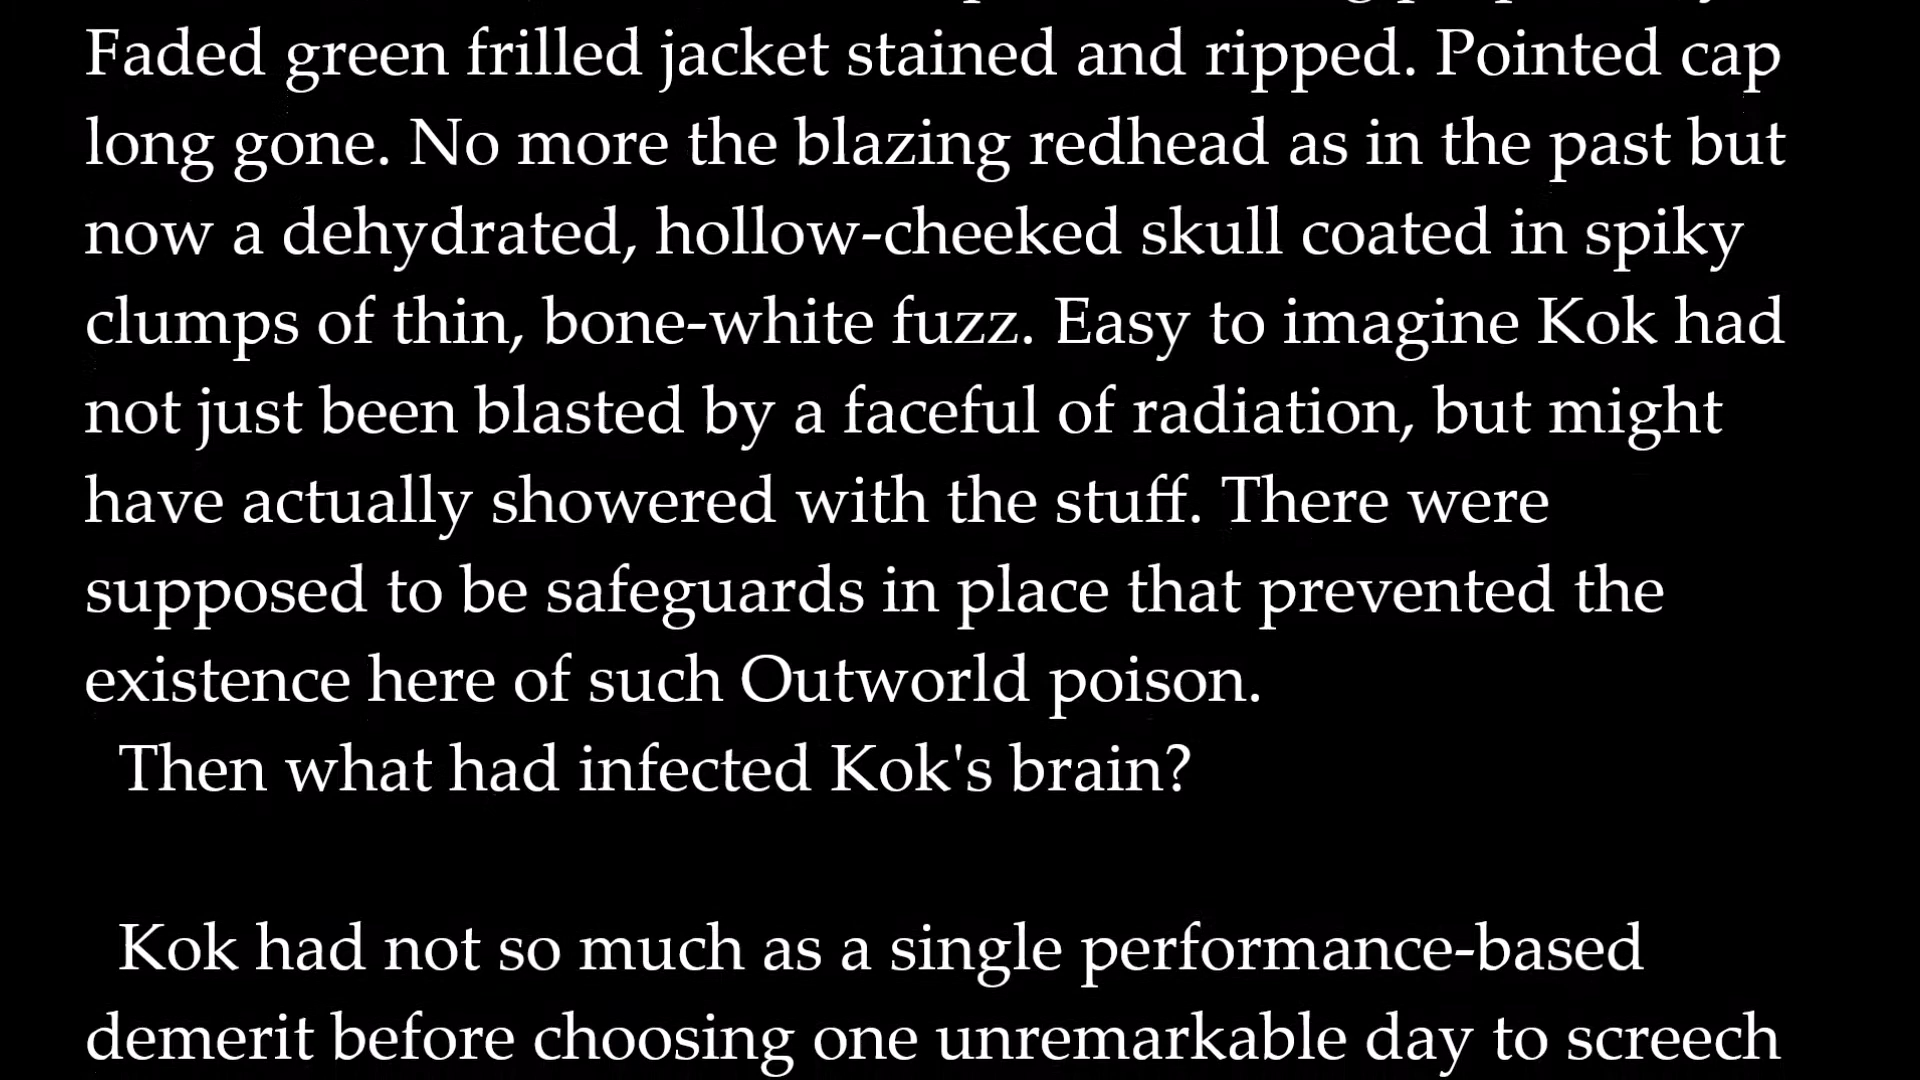 Faded green frilled jacket stained and ripped. Pointed cap
long gone. No more the blazing redhead as in the past but
now a dehydrated, hollow-cheeked skull coated in spiky
clumps of thin, bone-white fuzz. Easy to imagine Kok had
not just been blasted by a faceful of radiation, but might
have actually showered with the stuff. There were
supposed to be safeguards in place that prevented the
existence here of such Outworld poison.
Then what had infected Kok's brain?
Kok had not so much as a single performance-based
demerit before choosing one unremarkable day to screech